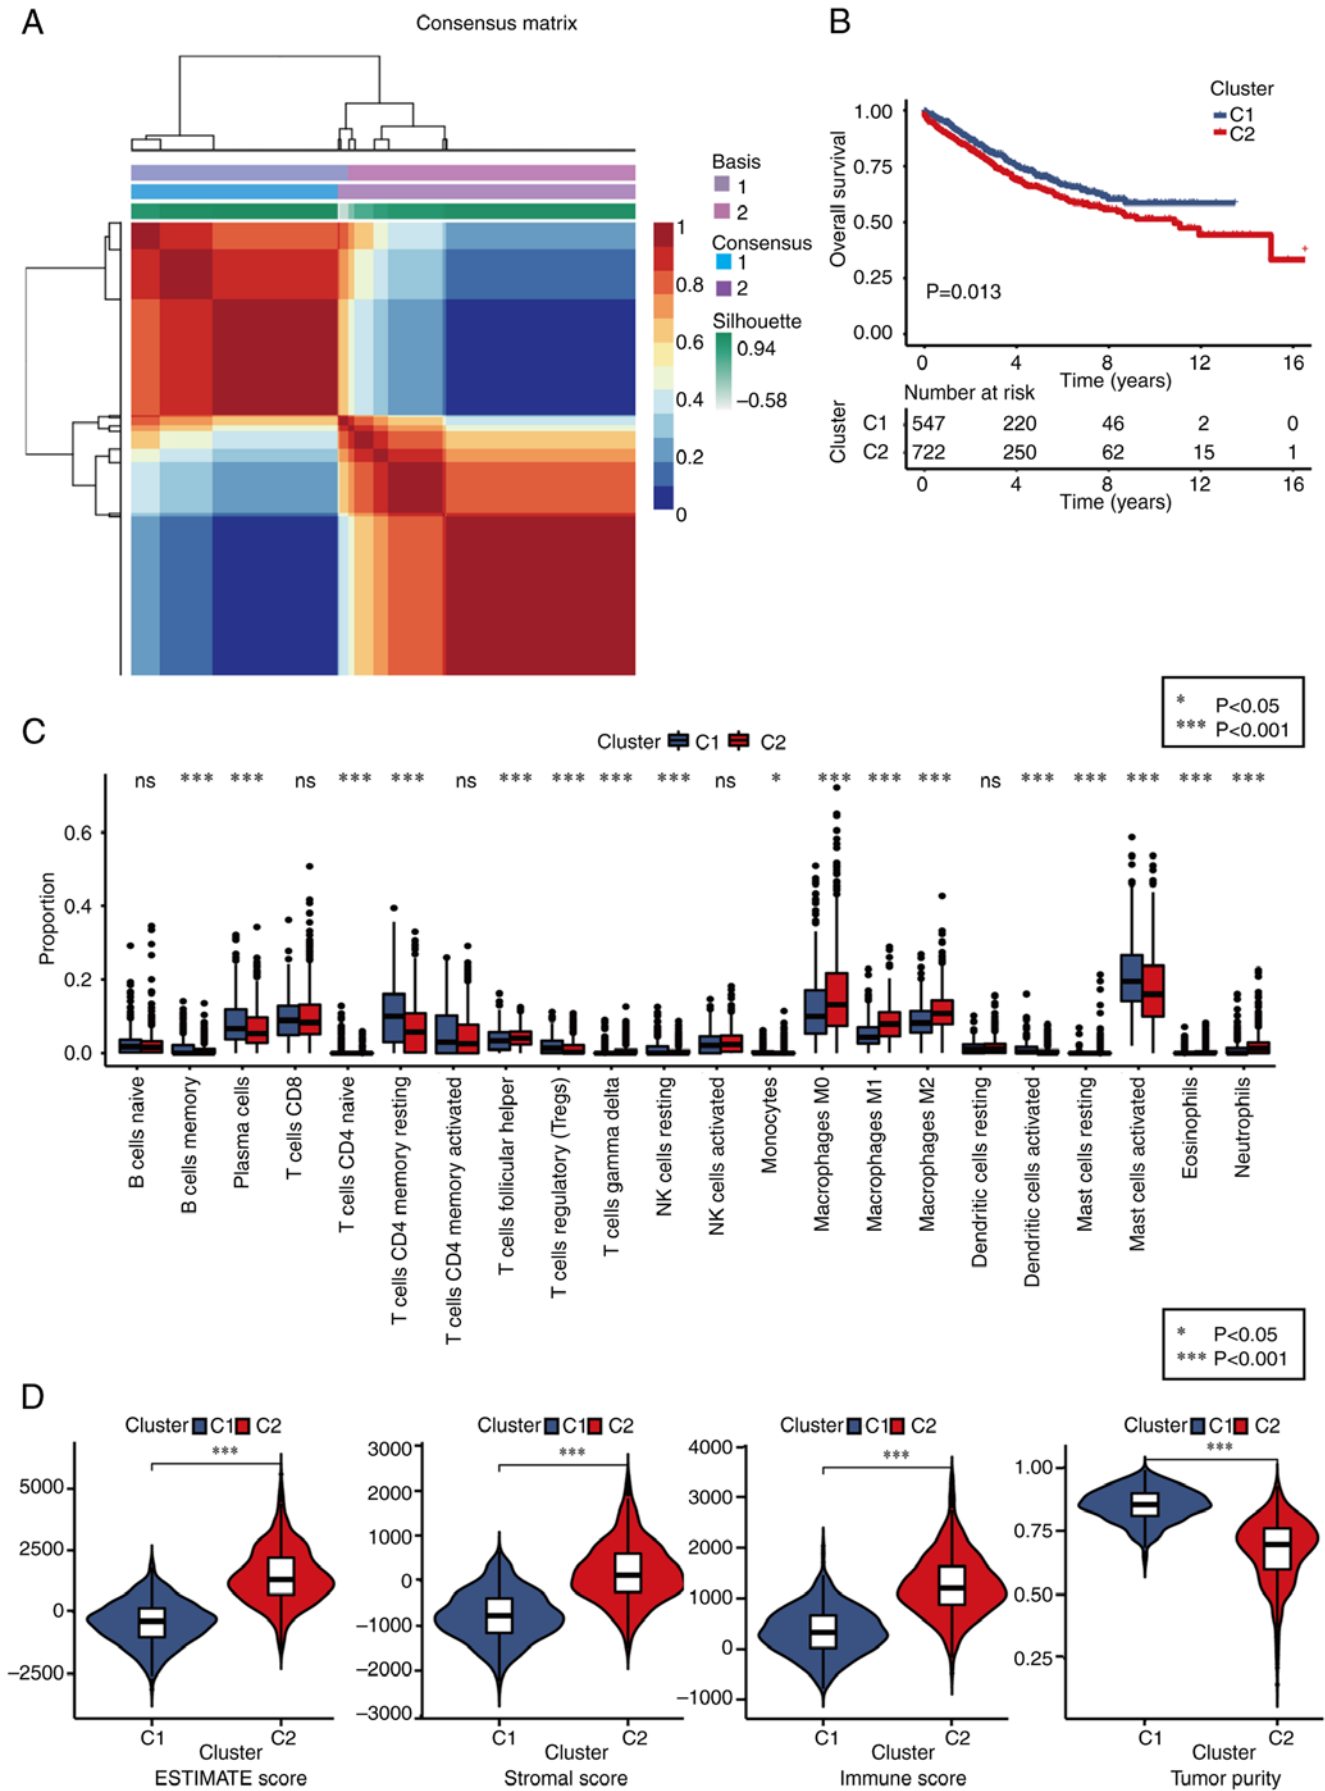 A
Consensus matrix
Basis
1
2
Consensus
1
2
Silhouette
0.94
−0.58
1
0.8
0.6
0.4
0.2
0
B
Cluster
C1
C2
Overall survival
1.00
0.75
0.50
0.25
0.00
P=0.013
0 4 8 12 16
Time (years)
Number at risk
Cluster
C1 547 220 46 2 0
C2 722 250 62 15 1
0 4 8 12 16
Time (years)
* P<0.05
*** P<0.001
C
Cluster C1 C2
ns *** *** ns *** *** ns *** *** *** *** ns * *** *** *** ns *** *** *** *** ***
Proportion
0.6
0.4
0.2
0.0
B cells naive
B cells memory
Plasma cells
T cells CD8
T cells CD4 naive
T cells CD4 memory resting
T cells CD4 memory activated
T cells follicular helper
T cells regulatory (Tregs)
T cells gamma delta
NK cells resting
NK cells activated
Monocytes
Macrophages M0
Macrophages M1
Macrophages M2
Dendritic cells resting
Dendritic cells activated
Mast cells resting
Mast cells activated
Eosinophils
Neutrophils
* P<0.05
*** P<0.001
D
Cluster C1 C2
***
5000
2500
0
−2500
C1 C2
Cluster
ESTIMATE score
Cluster C1 C2
***
3000
2000
1000
0
−1000
−2000
−3000
C1 C2
Cluster
Stromal score
Cluster C1 C2
***
4000
3000
2000
1000
0
−1000
C1 C2
Cluster
Immune score
Cluster C1 C2
***
1.00
0.75
0.50
0.25
C1 C2
Cluster
Tumor purity